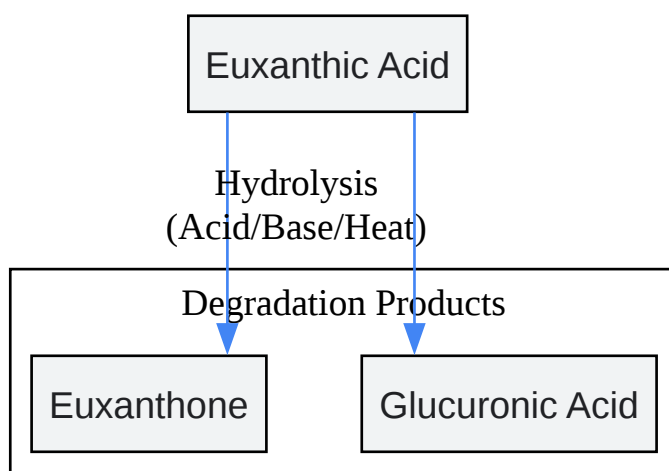 Euxanthic Acid
Hydrolysis
(Acid/Base/Heat)
Degradation Products
Euxanthone
Glucuronic Acid